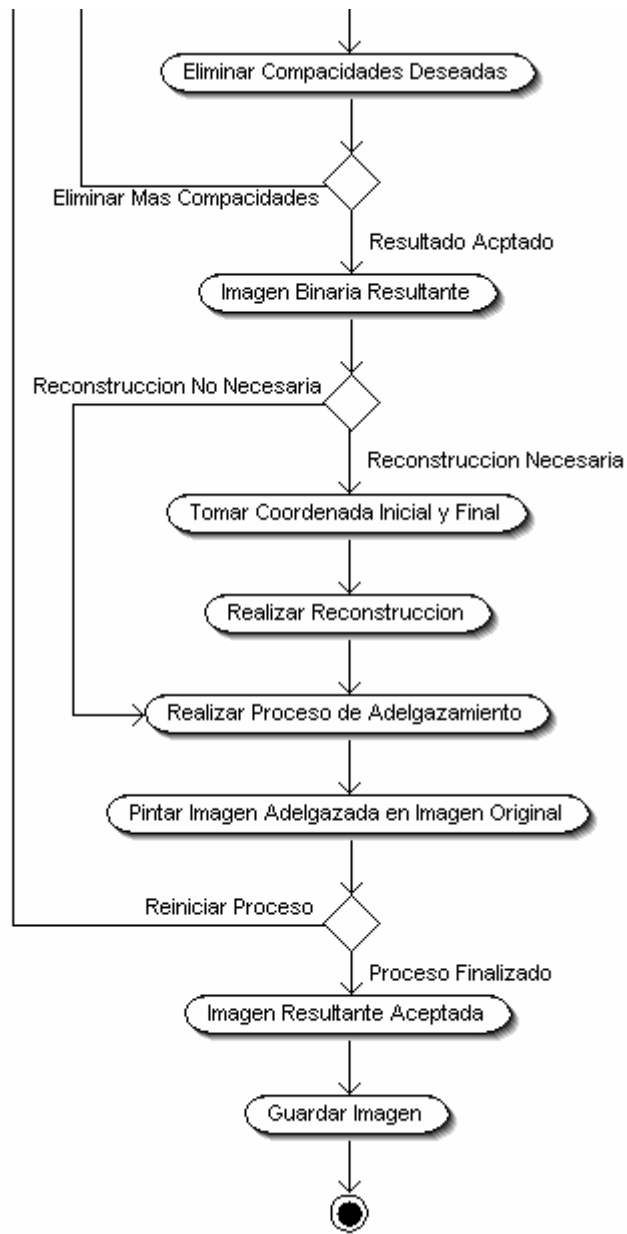 Eliminar Compacidades Deseadas
Eliminar Mas Compacidades
Resultado Acptado
Imagen Binaria Resultante
Reconstruccion No Necesaria
Reconstruccion Necesaria
Tomar Coordenada Inicial y Final
Realizar Reconstruccion
Realizar Proceso de Adelgazamiento
Pintar Imagen Adelgazada en Imagen Original
Reiniciar Proceso
Proceso Finalizado
Imagen Resultante Aceptada
Guardar Imagen